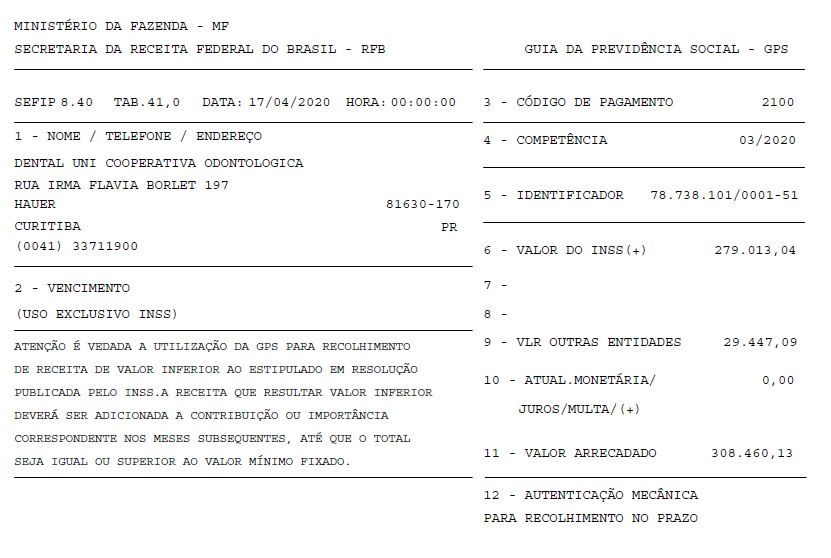 MINISTÉRIO DA FAZENDA - MF
SECRETARIA DA RECEITA FEDERAL DO BRASIL - RFB
GUIA DA PREVIDÊNCIA SOCIAL - GPS
SEFIP 8.40 TAB.41,0 DATA: 17/04/2020 HORA: 00:00:00
1 - NOME / TELEFONE / ENDEREÇO
DENTAL UNI COOPERATIVA ODONTOLOGICA
RUA IRMA FLAVIA BORLET 197
HAUER 81630-170
CURITIBA PR
(0041) 33711900
2 - VENCIMENTO
(USO EXCLUSIVO INSS)
ATENÇÃO É VEDADA A UTILIZAÇÃO DA GPS PARA RECOLHIMENTO
DE RECEITA DE VALOR INFERIOR AO ESTIPULADO EM RESOLUÇÃO
PUBLICADA PELO INSS.A RECEITA QUE RESULTAR VALOR INFERIOR
DEVERÁ SER ADICIONADA A CONTRIBUIÇÃO OU IMPORTÂNCIA
CORRESPONDENTE NOS MESES SUBSEQUENTES, ATÉ QUE O TOTAL
SEJA IGUAL OU SUPERIOR AO VALOR MÍNIMO FIXADO.
3 - CÓDIGO DE PAGAMENTO 2100
4 - COMPETÊNCIA 03/2020
5 - IDENTIFICADOR 78.738.101/0001-51
6 - VALOR DO INSS(+) 279.013,04
7 -
8 -
9 - VLR OUTRAS ENTIDADES 29.447,09
10 - ATUAL.MONETÁRIA/ 0,00
JUROS/MULTA/(+)
11 - VALOR ARRECADADO 308.460,13
12 - AUTENTICAÇÃO MECÂNICA
PARA RECOLHIMENTO NO PRAZO